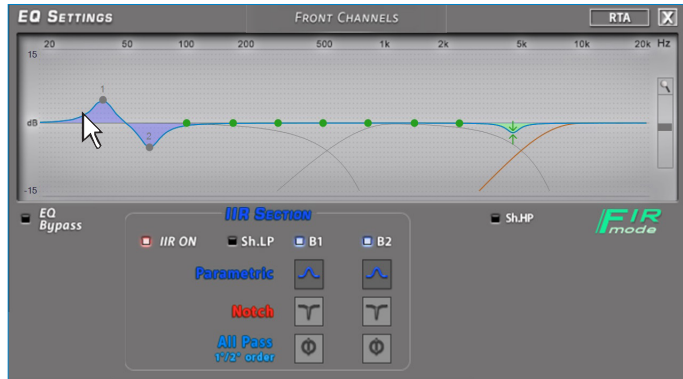 EQ SETTINGS FRONT CHANNELS RTA X
20 50 100 200 500 1k 2k 5k 10k 20k Hz
15
1
dB
2
-15
EQ Bypass
IIR SECTION
Sh.HP
FIR mode
IIR ON Sh.LP B1 B2
Parametric
Notch
All Pass
1°/2° order